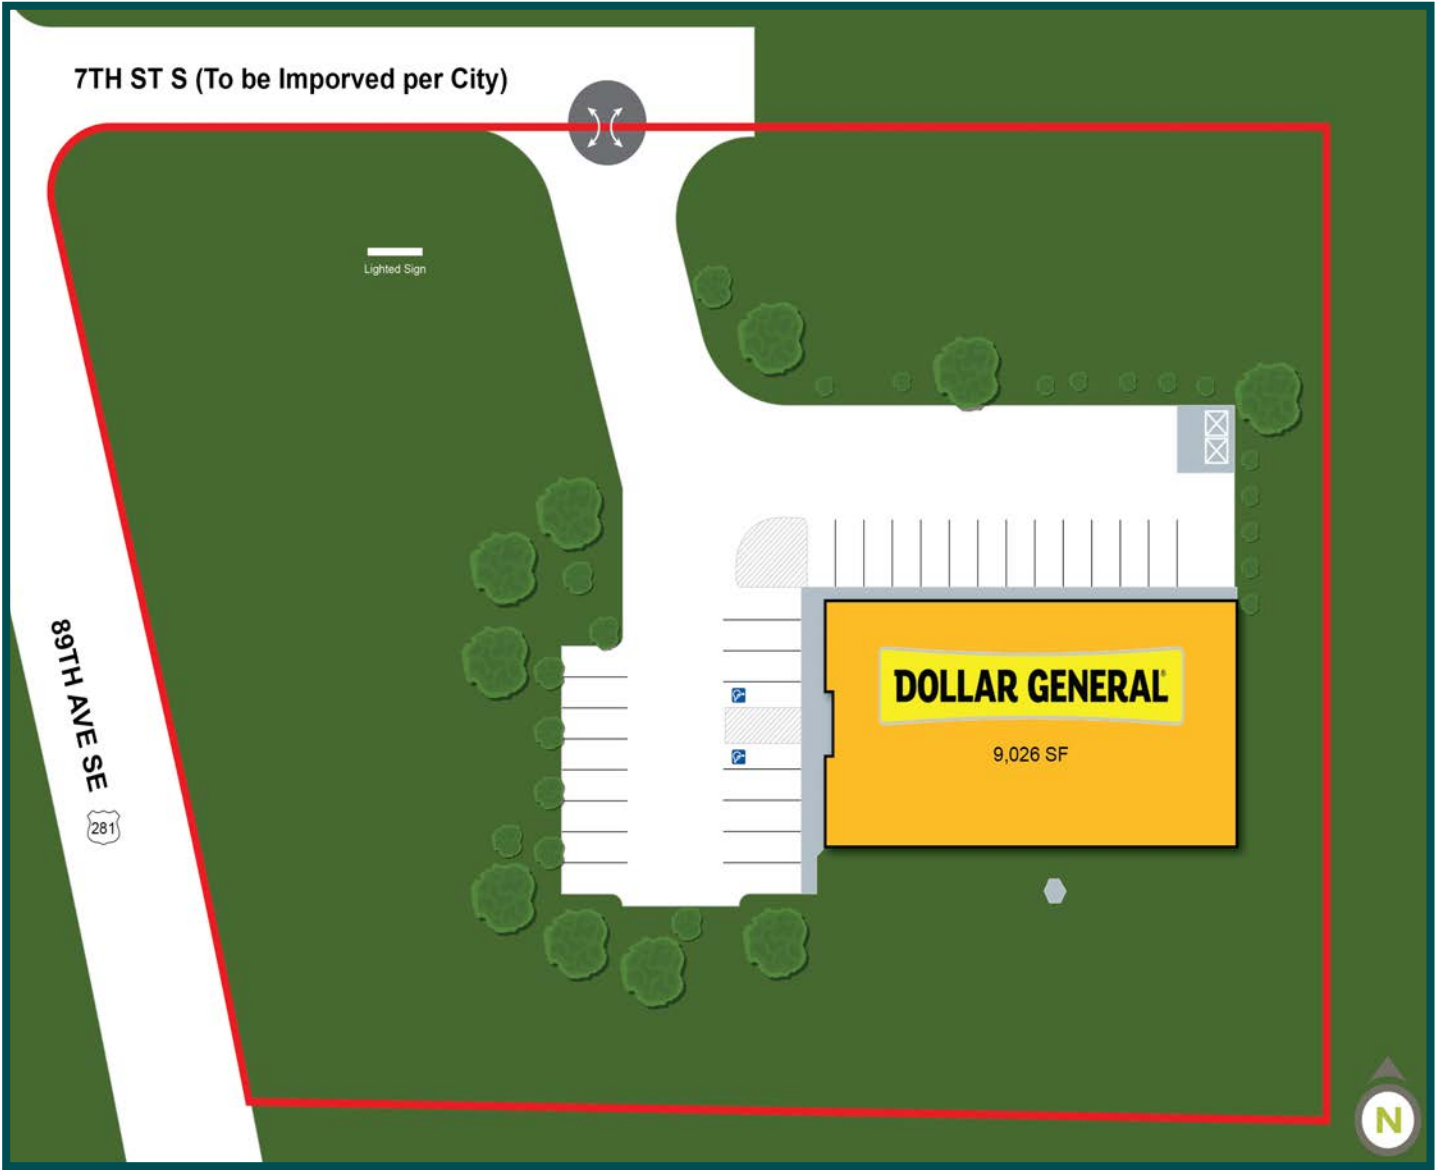 7TH ST S (To be Imporved per City)
Lighted Sign
89TH AVE SE
281
DOLLAR GENERAL®
9,026 SF
N